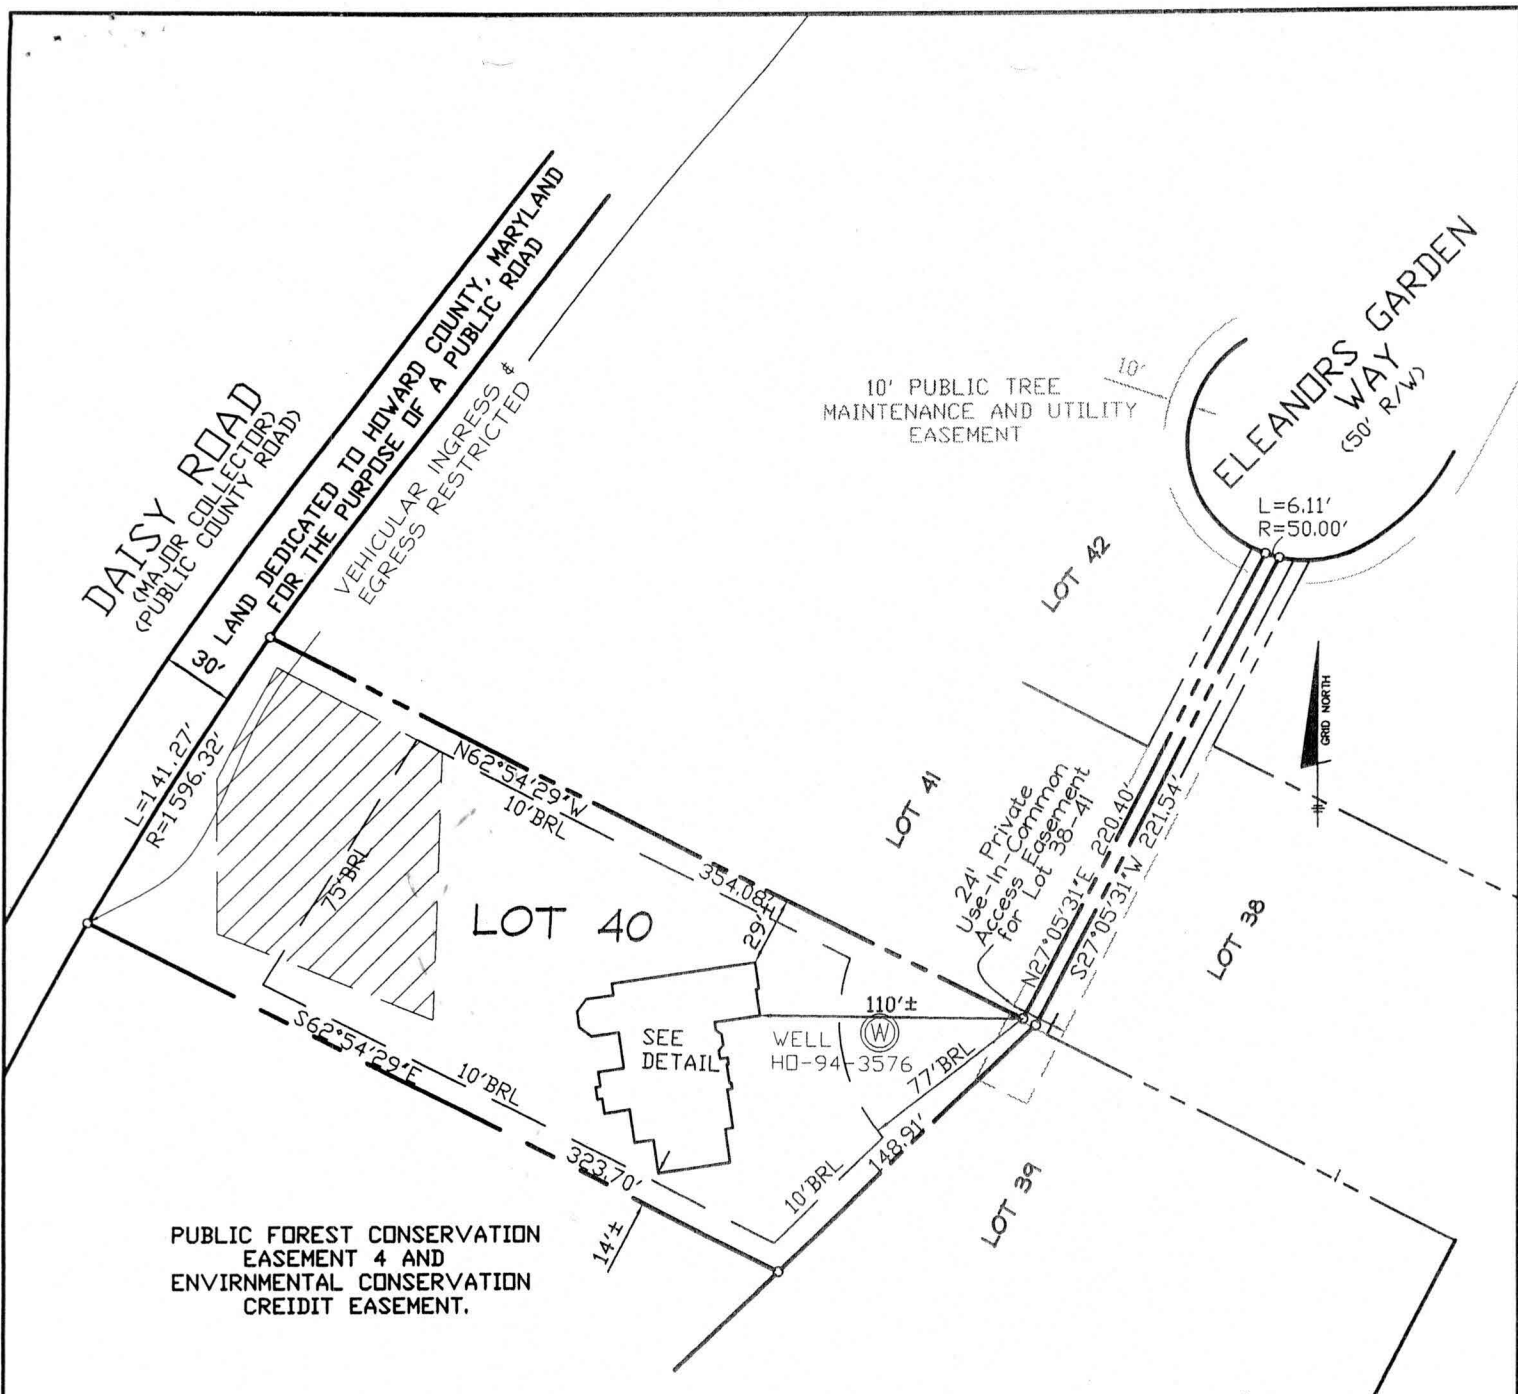 DAISY ROAD
(MAJOR COLLECTOR)
(PUBLIC COUNTY ROAD)
LAND DEDICATED TO HOWARD COUNTY, MARYLAND
FOR THE PURPOSE OF A PUBLIC ROAD
VEHICULAR INGRESS &
EGRESS RESTRICTED
30'
L=141.27'
R=1596.32'
10' PUBLIC TREE
MAINTENANCE AND UTILITY
EASEMENT
10'
ELEANORS GARDEN
WAY
(50' R/W)
L=6.11'
R=50.00'
LOT 42
GRID NORTH
LOT 41
24' Private
Use-In-Common
Access Easement
for Lot 38-41
N27°05'31"E 220.40'
S27°05'31"W 221.54'
LOT 38
N62°54'29"W
354.08'
10'BRL
75'BRL
LOT 40
29'±
110'±
SEE
DETAIL
WELL
HO-94-3576
W
77'BRL
S62°54'29"E
323.70'
10'BRL
10'BRL
148.91'
14'±
LOT 39
PUBLIC FOREST CONSERVATION
EASEMENT 4 AND
ENVIRNMENTAL CONSERVATION
CREIDIT EASEMENT.